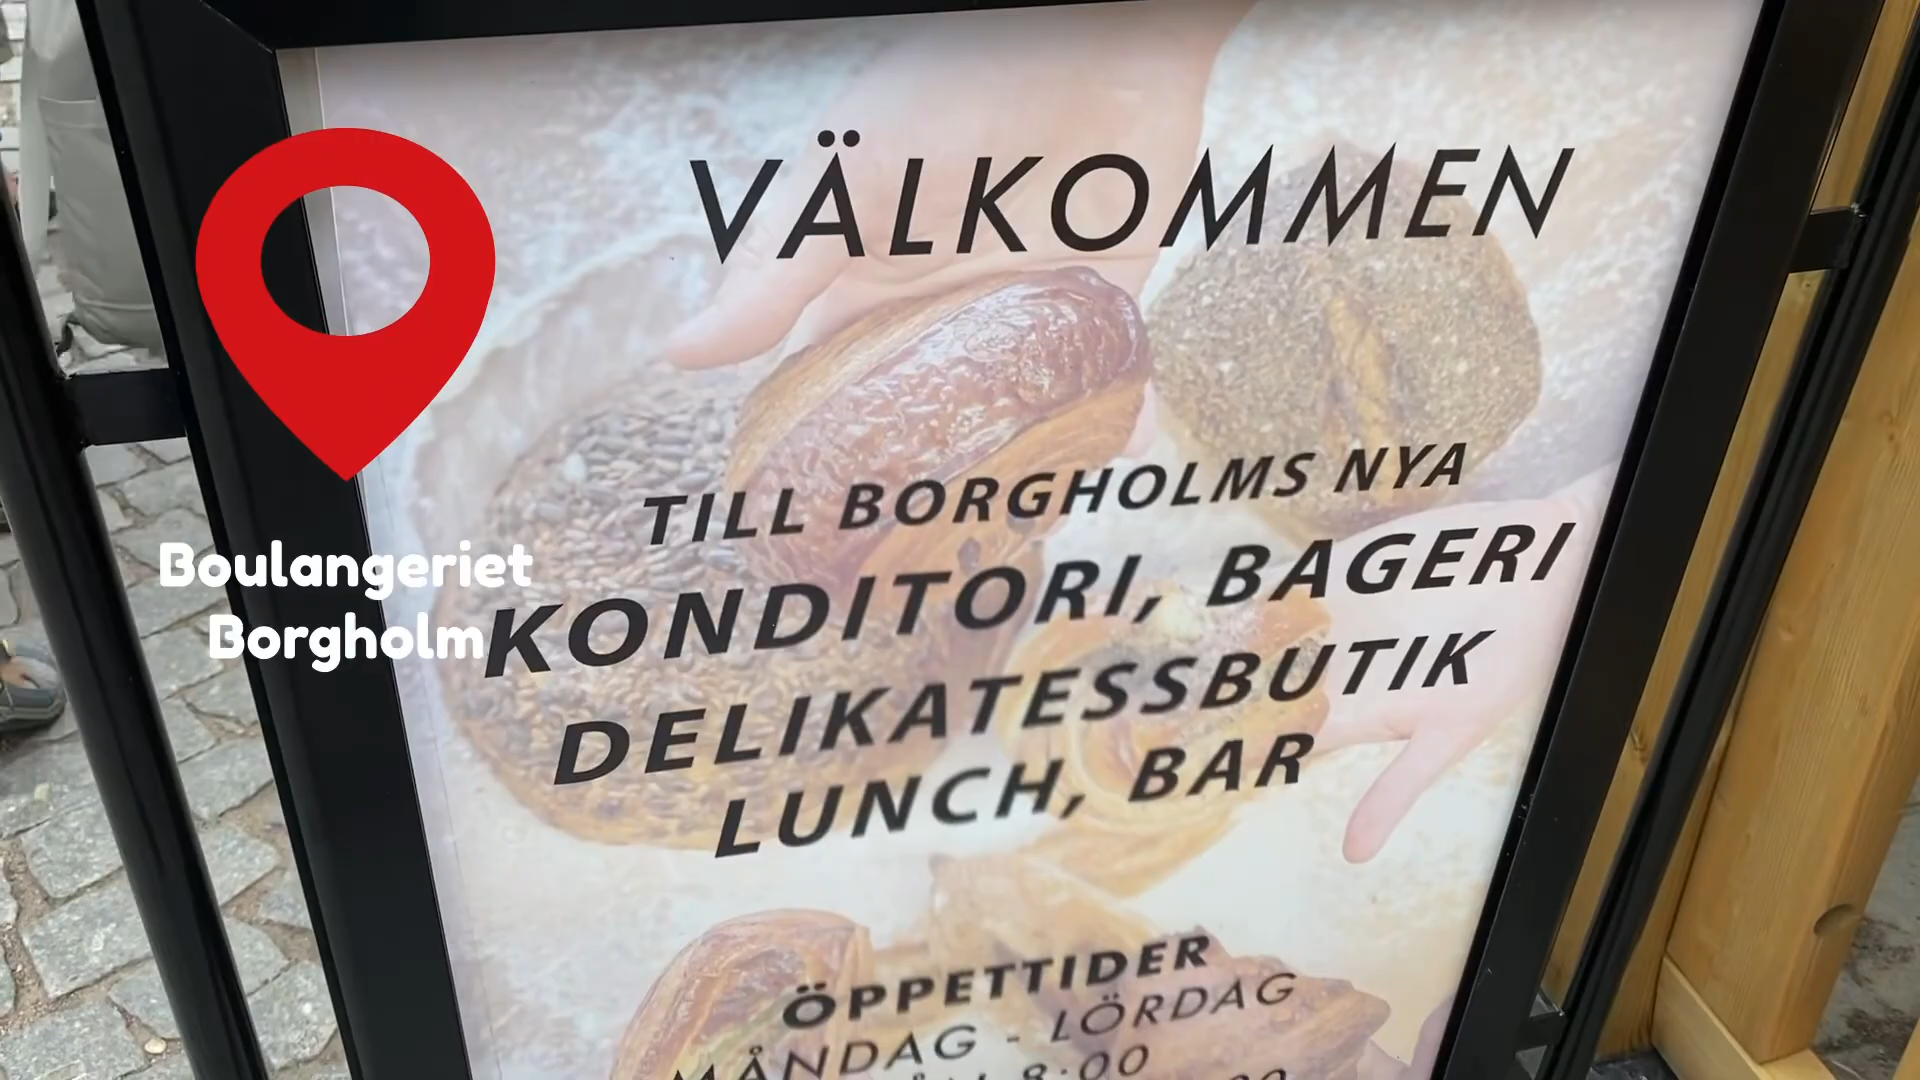 VÄLKOMMEN
TILL BORGHOLMS NYA
KONDITORI, BAGERI
DELIKATESSBUTIK
LUNCH, BAR
ÖPPETTIDER
MÅNDAG - LÖRDAG
8:00
Boulangeriet
Borgholm